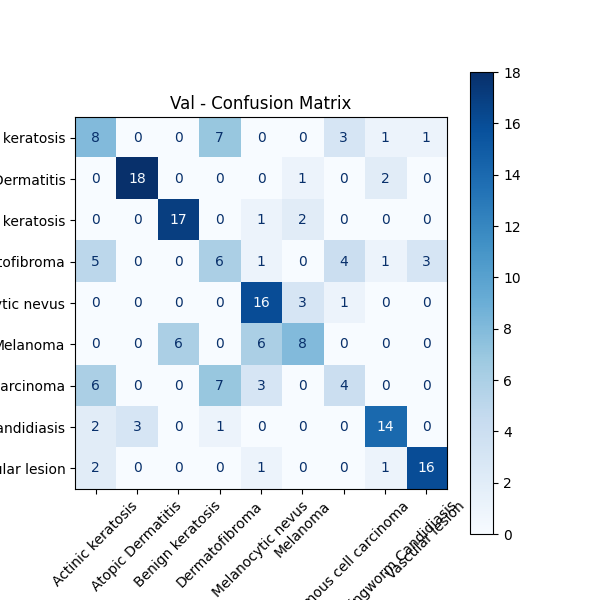 Val - Confusion Matrix
keratosis 8 0 0 7 0 0 3 1 1
Dermatitis 0 18 0 0 0 1 0 2 0
keratosis 0 0 17 0 1 2 0 0 0
tofibroma 5 0 0 6 1 0 4 1 3
ytic nevus 0 0 0 0 16 3 1 0 0
Melanoma 0 0 6 0 6 8 0 0 0
arcinoma 6 0 0 7 3 0 4 0 0
andidiasis 2 3 0 1 0 0 0 14 0
ular lesion 2 0 0 0 1 0 0 1 16
Actinic keratosis
Atopic Dermatitis
Benign keratosis
Dermatofibroma
Melanocytic nevus
Melanoma
mous cell carcinoma
ingworm Candidiasis
Vascular lesion
18
16
14
12
10
8
6
4
2
0